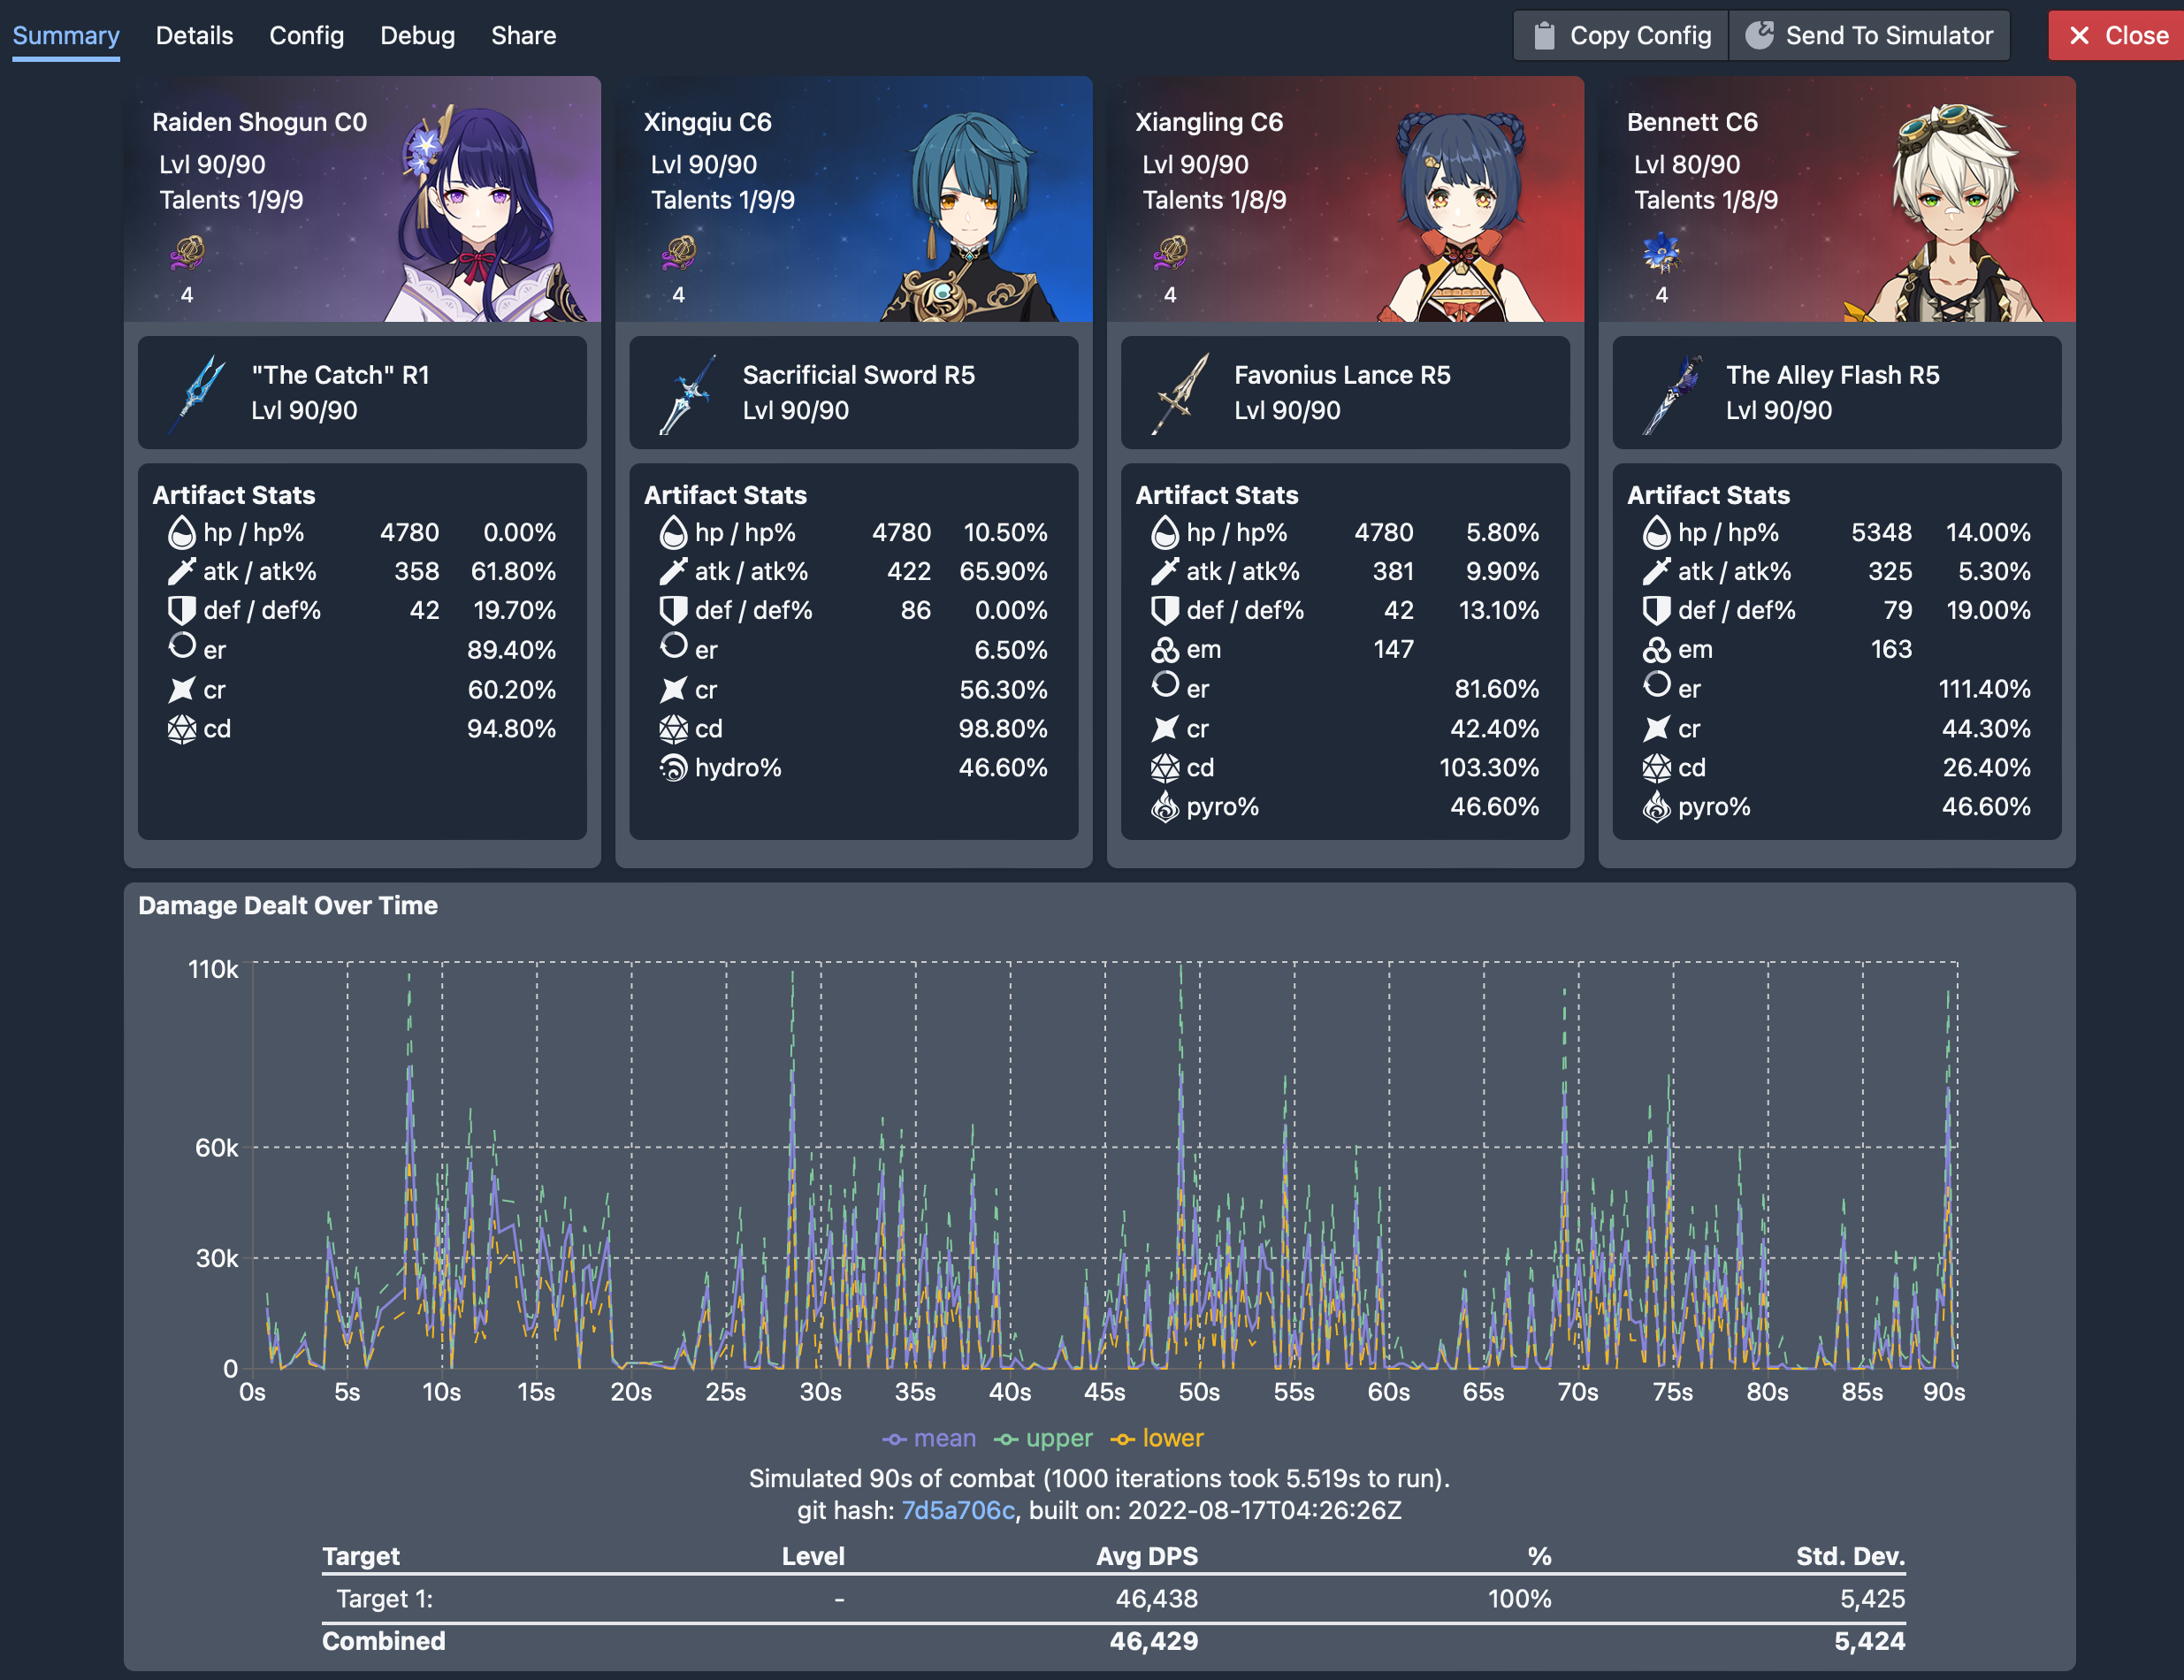 Summary Details Config Debug Share Copy Config Send To Simulator Close
Raiden Shogun C0
Lvl 90/90
Talents 1/9/9
4
"The Catch" R1
Lvl 90/90
Artifact Stats
hp / hp% 4780 0.00%
atk / atk% 358 61.80%
def / def% 42 19.70%
er 89.40%
cr 60.20%
cd 94.80%
Xingqiu C6
Lvl 90/90
Talents 1/9/9
4
Sacrificial Sword R5
Lvl 90/90
Artifact Stats
hp / hp% 4780 10.50%
atk / atk% 422 65.90%
def / def% 86 0.00%
er 6.50%
cr 56.30%
cd 98.80%
hydro% 46.60%
Xiangling C6
Lvl 90/90
Talents 1/8/9
4
Favonius Lance R5
Lvl 90/90
Artifact Stats
hp / hp% 4780 5.80%
atk / atk% 381 9.90%
def / def% 42 13.10%
em 147
er 81.60%
cr 42.40%
cd 103.30%
pyro% 46.60%
Bennett C6
Lvl 80/90
Talents 1/8/9
4
The Alley Flash R5
Lvl 90/90
Artifact Stats
hp / hp% 5348 14.00%
atk / atk% 325 5.30%
def / def% 79 19.00%
em 163
er 111.40%
cr 44.30%
cd 26.40%
pyro% 46.60%
Damage Dealt Over Time
110k
60k
30k
0
0s 5s 10s 15s 20s 25s 30s 35s 40s 45s 50s 55s 60s 65s 70s 75s 80s 85s 90s
mean upper lower
Simulated 90s of combat (1000 iterations took 5.519s to run).
git hash: 7d5a706c, built on: 2022-08-17T04:26:26Z
Target Level Avg DPS % Std. Dev.
Target 1: - 46,438 100% 5,425
Combined 46,429 5,424